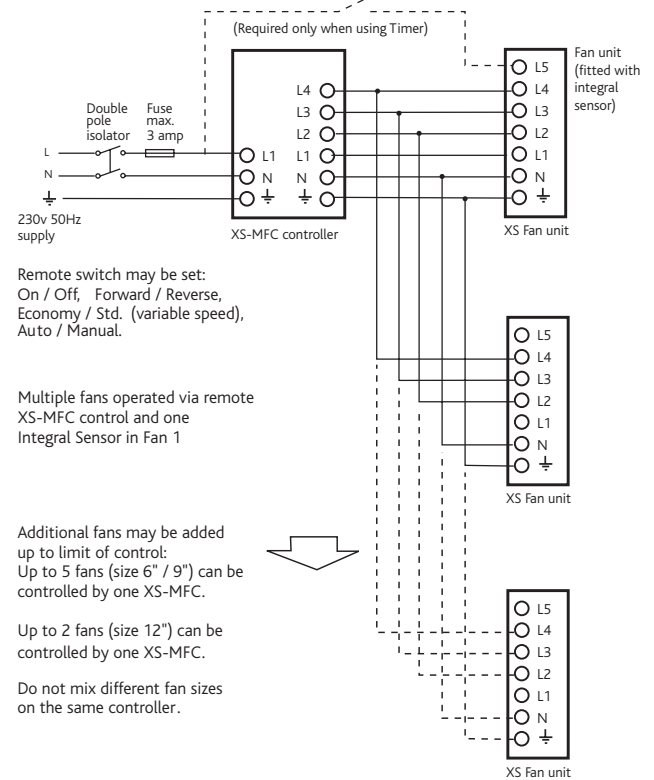 (Required only when using Timer)
Fan unit
(fitted with
integral
sensor)
Double
pole
isolator
Fuse
max.
3 amp
L
N
230v 50Hz
supply
L1
N
L4
L3
L2
L1
N
XS-MFC controller
L5
L4
L3
L2
L1
N
XS Fan unit
Remote switch may be set:
On / Off, Forward / Reverse,
Economy / Std. (variable speed),
Auto / Manual.
Multiple fans operated via remote
XS-MFC control and one
Integral Sensor in Fan 1
L5
L4
L3
L2
L1
N
XS Fan unit
Additional fans may be added
up to limit of control:
Up to 5 fans (size 6" / 9") can be
controlled by one XS-MFC.
Up to 2 fans (size 12") can be
controlled by one XS-MFC.
Do not mix different fan sizes
on the same controller.
L5
L4
L3
L2
L1
N
XS Fan unit